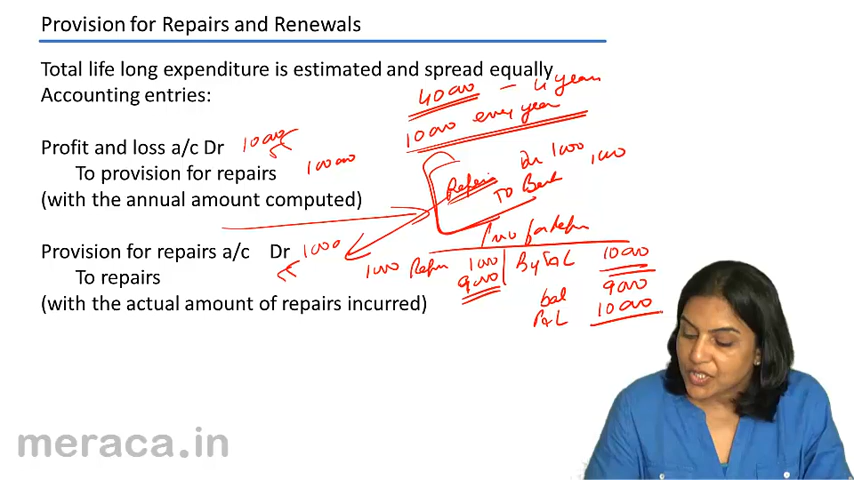 Provision for Repairs and Renewals
Total life long expenditure is estimated and spread equally
Accounting entries:
40000 - 4 years
10000 every year
Profit and loss a/c Dr 10000
To provision for repairs 10000
(with the annual amount computed)
Repairs Dr 1000
To Bank 1000
Provision for repairs a/c Dr 1000
To repairs
(with the actual amount of repairs incurred)
Prov for Repairs
1000 Repairs 1000 By P&L 10000
9000
bal 9000
P&L 10000
meraca.in